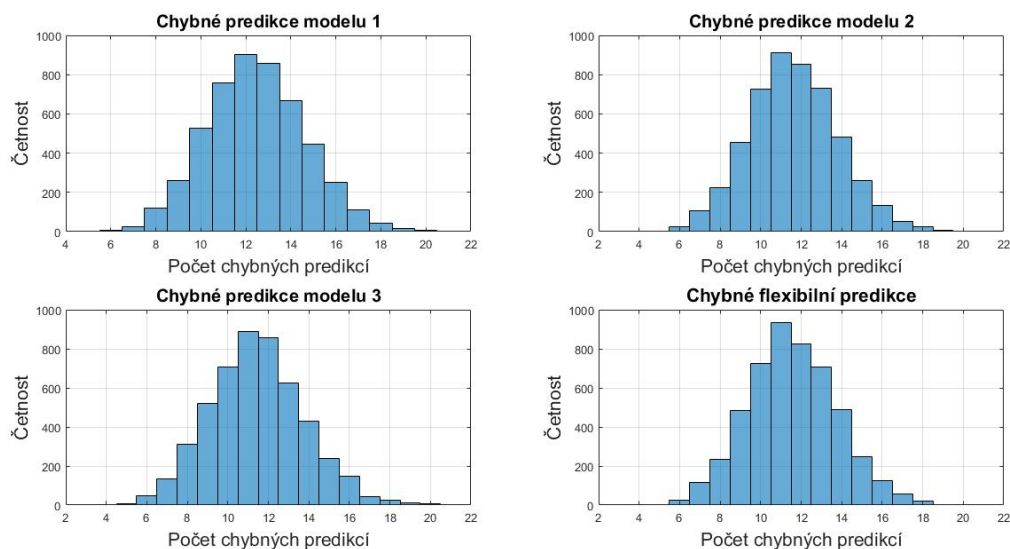 Chybné predikce modelu 1
1000
800
600
400
200
0
Četnost
4 6 8 10 12 14 16 18 20 22
Počet chybných predikcí
Chybné predikce modelu 2
1000
800
600
400
200
0
Četnost
2 4 6 8 10 12 14 16 18 20 22
Počet chybných predikcí
Chybné predikce modelu 3
1000
800
600
400
200
0
Četnost
2 4 6 8 10 12 14 16 18 20 22
Počet chybných predikcí
Chybné flexibilní predikce
1000
800
600
400
200
0
Četnost
2 4 6 8 10 12 14 16 18 20 22
Počet chybných predikcí